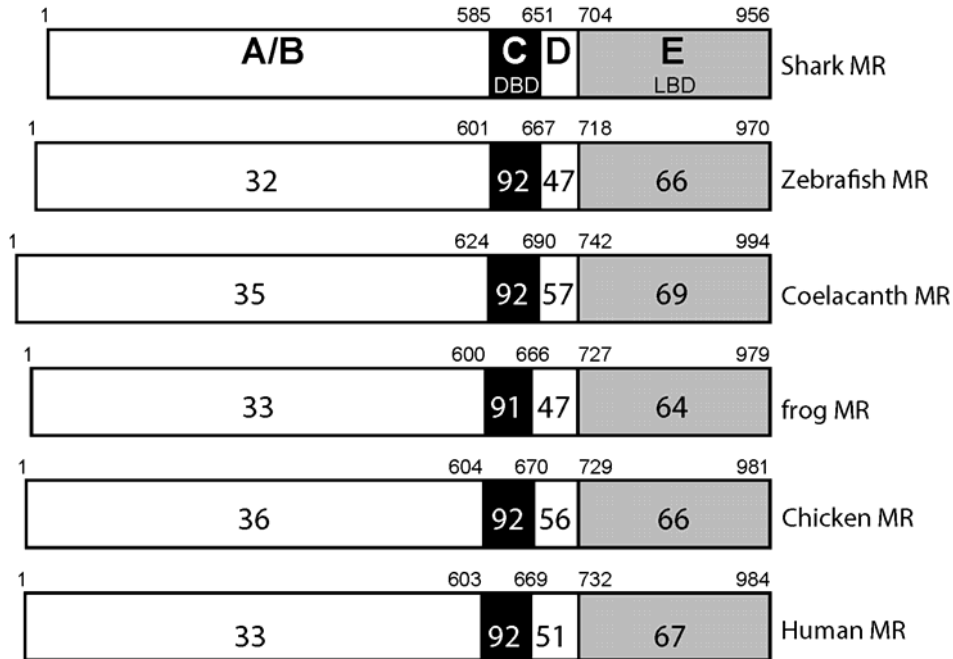 1 585 651 704 956
A/B C D E Shark MR
DBD LBD
1 601 667 718 970
32 92 47 66 Zebrafish MR
1 624 690 742 994
35 92 57 69 Coelacanth MR
1 600 666 727 979
33 91 47 64 frog MR
1 604 670 729 981
36 92 56 66 Chicken MR
1 603 669 732 984
33 92 51 67 Human MR